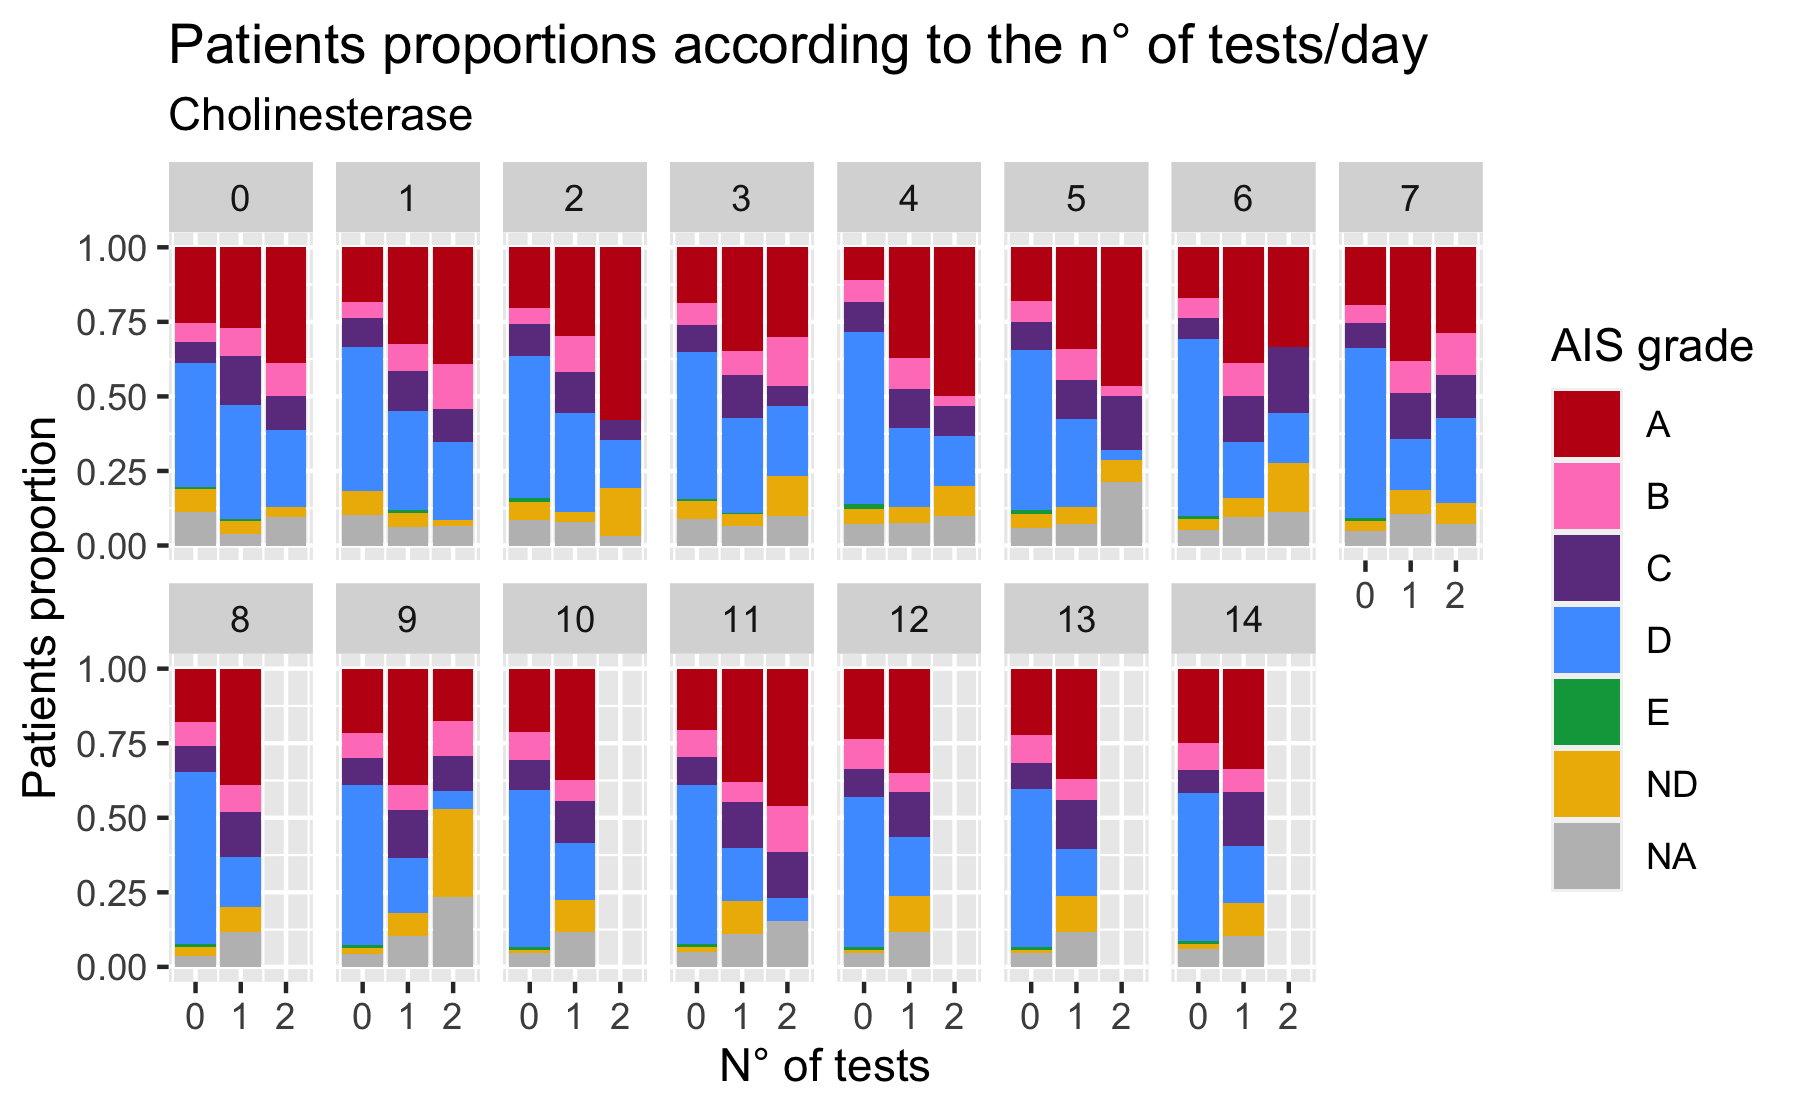 Patients proportions according to the n° of tests/day
Cholinesterase
0 1 2 3 4 5 6 7
1.00
0.75
0.50
0.25
0.00
0 1 2
8 9 10 11 12 13 14
1.00
0.75
0.50
0.25
0.00
0 1 2 0 1 2 0 1 2 0 1 2 0 1 2 0 1 2 0 1 2
N° of tests
Patients proportion
AIS grade
A
B
C
D
E
ND
NA